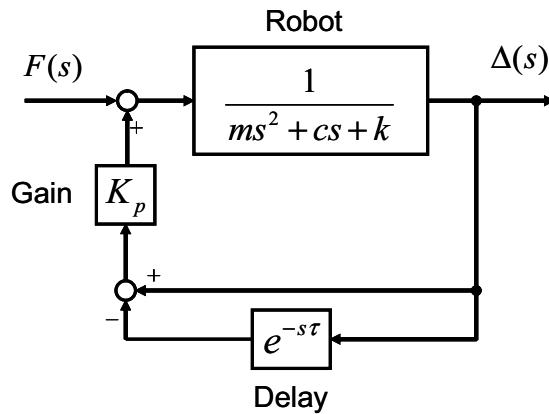 Robot
F(s)
Δ(s)
1
ms² + cs + k
+
Gain
K_p
+
−
e^{-sτ}
Delay